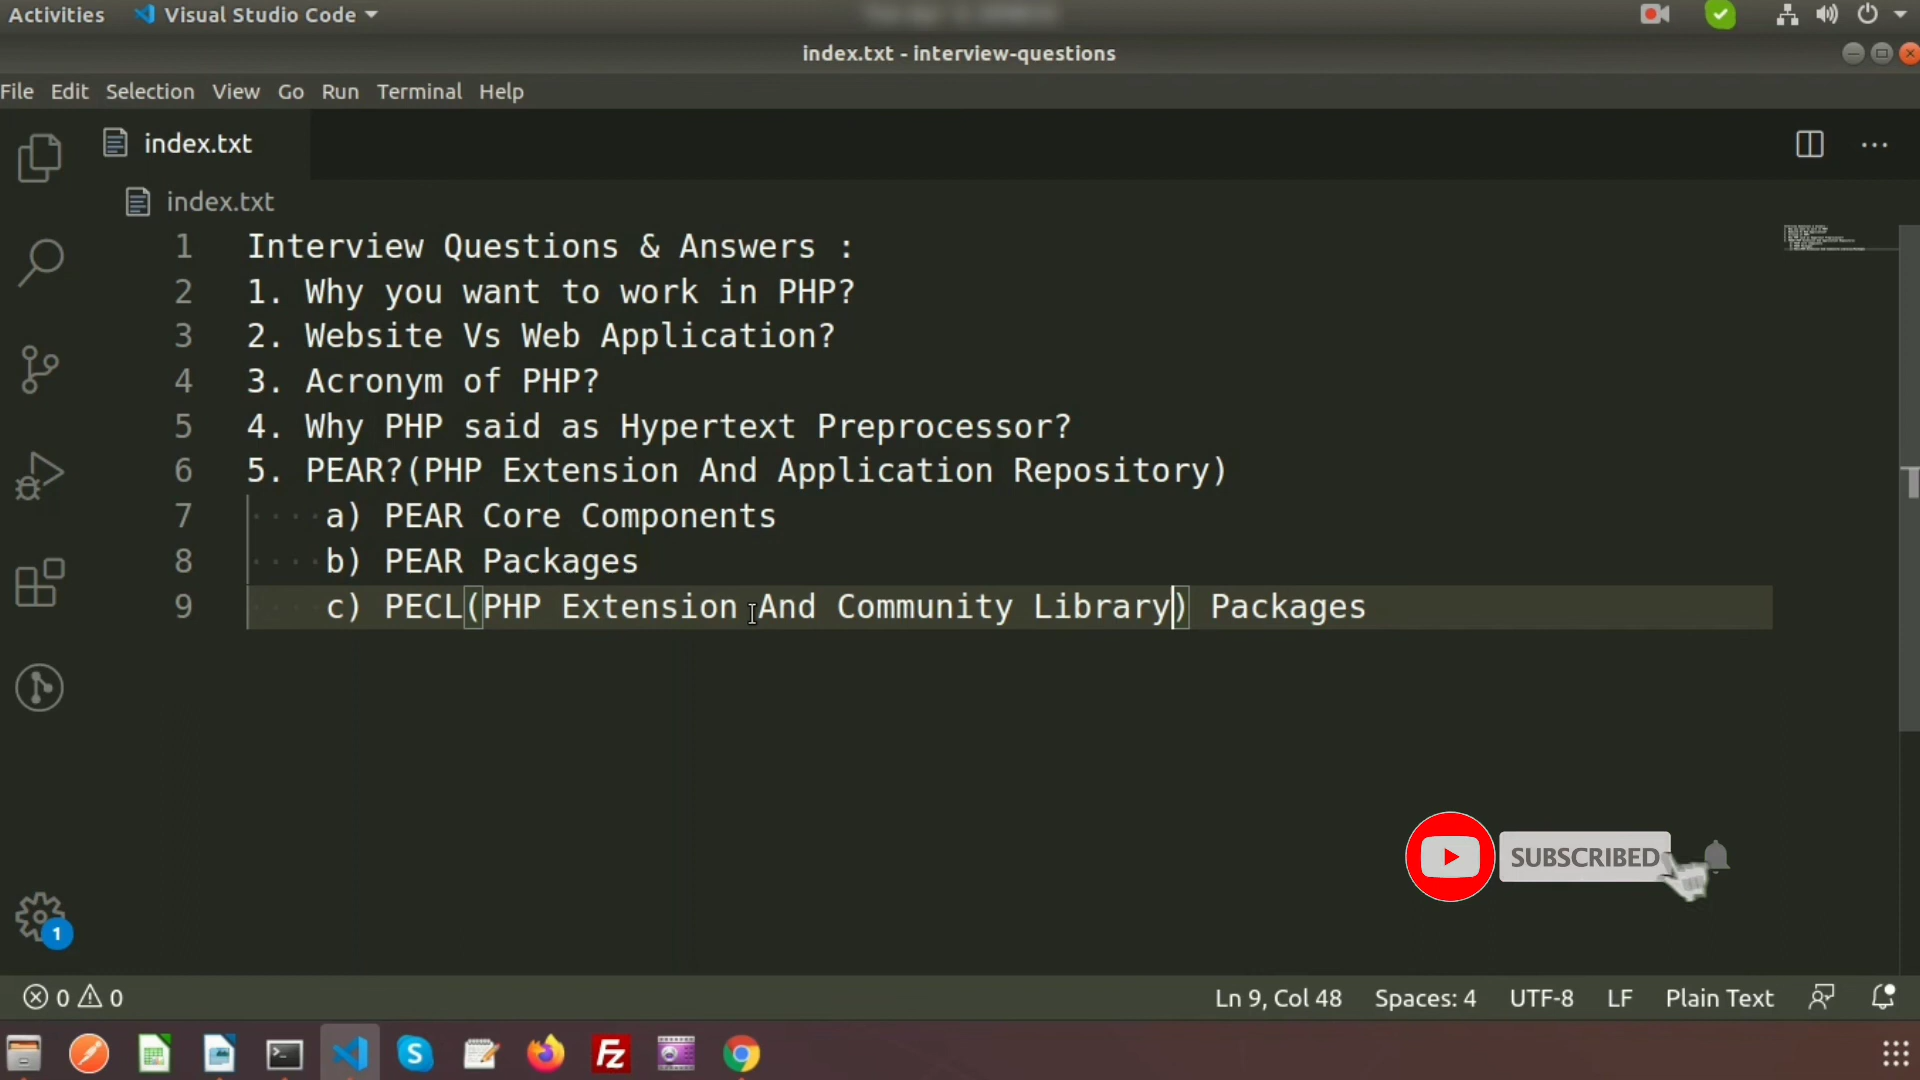 Activities Visual Studio Code
index.txt - interview-questions
File Edit Selection View Go Run Terminal Help
index.txt
index.txt
1 Interview Questions & Answers :
2 1. Why you want to work in PHP?
3 2. Website Vs Web Application?
4 3. Acronym of PHP?
5 4. Why PHP said as Hypertext Preprocessor?
6 5. PEAR?(PHP Extension And Application Repository)
7 a) PEAR Core Components
8 b) PEAR Packages
9 c) PECL(PHP Extension And Community Library) Packages
SUBSCRIBED
1
0 0 Ln 9, Col 48 Spaces: 4 UTF-8 LF Plain Text
S Fz